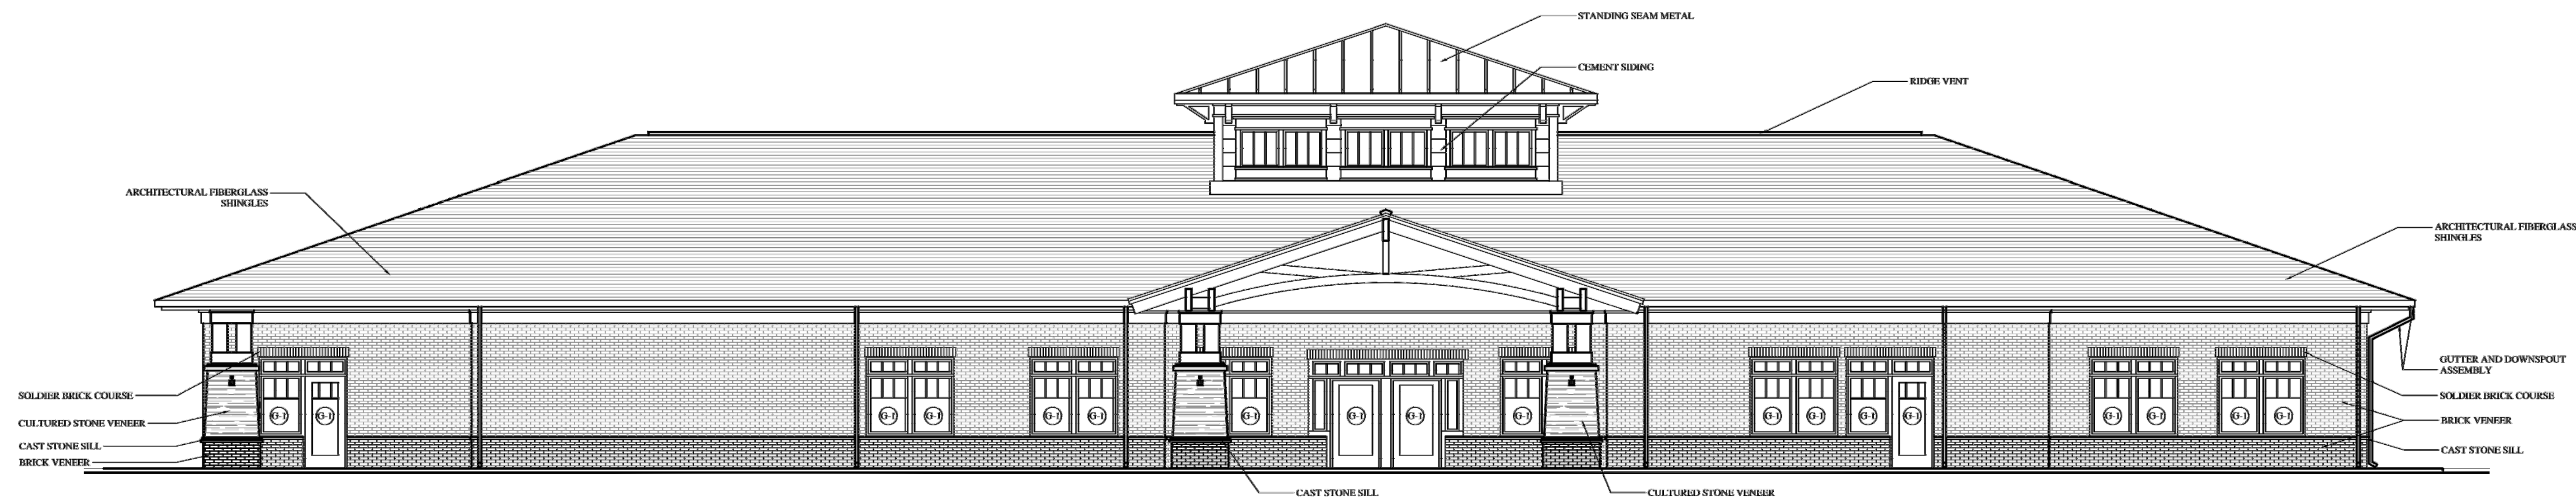 STANDING SEAM METAL
CEMENT SIDING
RIDGE VENT
ARCHITECTURAL FIBERGLASS
SHINGLES
ARCHITECTURAL FIBERGLASS
SHINGLES
GUTTER AND DOWNSPOUT
ASSEMBLY
SOLDIER BRICK COURSE
SOLDIER BRICK COURSE
G-1 G-1 G-1 G-1 G-1 G-1 G-1 G-1 G-1 G-1 G-1 G-1 G-1 G-1 G-1 G-1 G-1 G-1
BRICK VENEER
CULTURED STONE VENEER
CAST STONE SILL
CAST STONE SILL
BRICK VENEER
CAST STONE SILL
CULTURED STONE VENEER